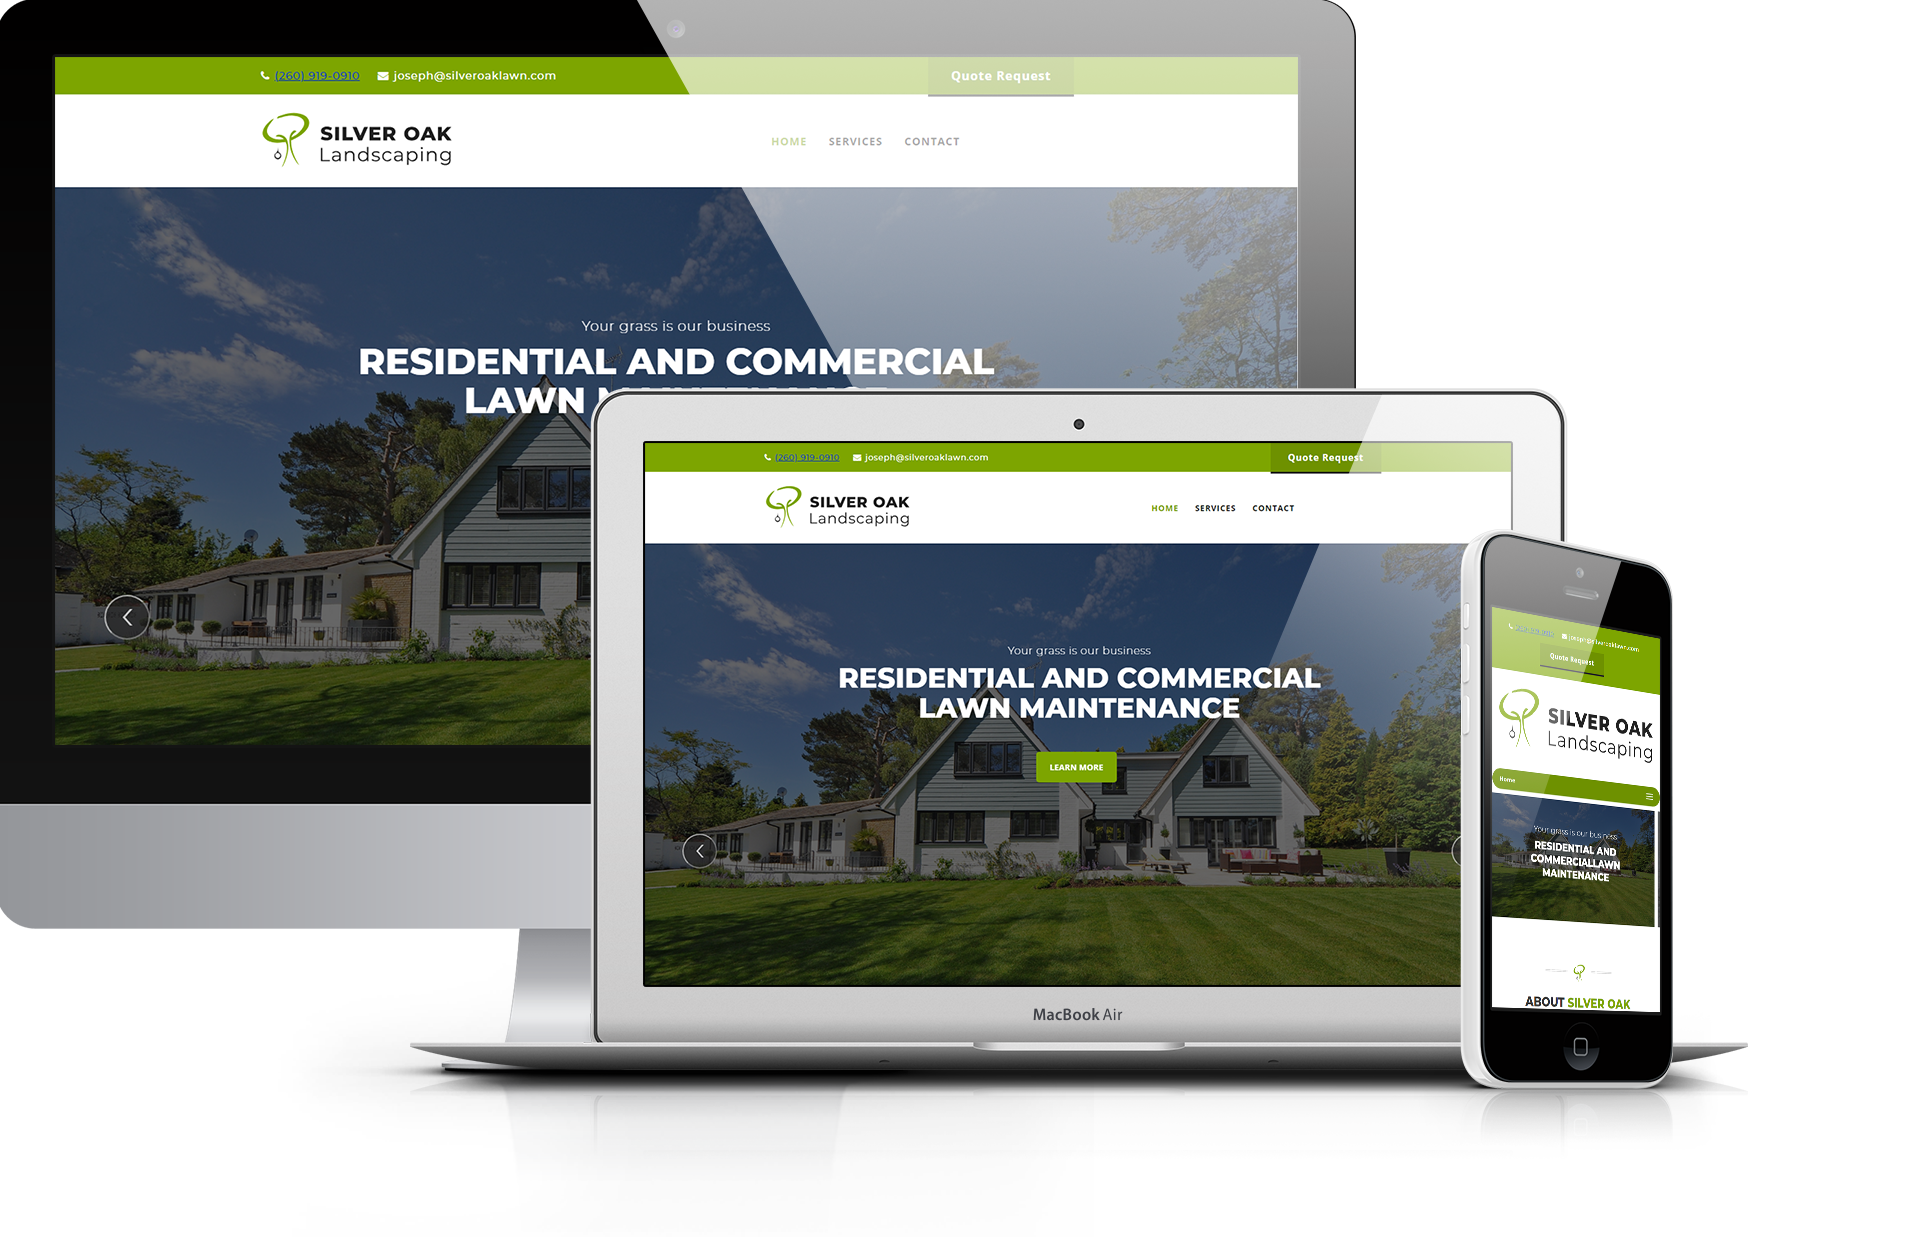 (260) 919-0910 joseph@silveroaklawn.com Quote Request
SILVER OAK
Landscaping
HOME SERVICES CONTACT
Your grass is our business
RESIDENTIAL AND COMMERCIAL
LAWN
(260) 919-0910 joseph@silveroaklawn.com Quote Request
SILVER OAK
Landscaping
HOME SERVICES CONTACT
Your grass is our business
RESIDENTIAL AND COMMERCIAL
LAWN MAINTENANCE
LEARN MORE
MacBook Air
joseph@silveroaklawn.com
Quote Request
SILVER OAK
Landscaping
Home
Your grass is our business
RESIDENTIAL AND
COMMERCIALLAWN
MAINTENANCE
ABOUT SILVER OAK